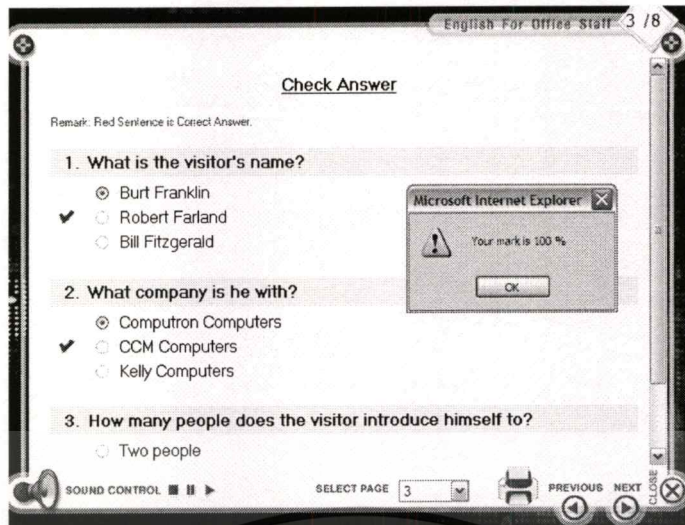 English For Office Staff 3 /8
Check Answer
Remark: Red Sentence is Correct Answer.
1. What is the visitor's name?
Burt Franklin
Robert Farland
Bill Fitzgerald
Microsoft Internet Explorer
Your mark is 100 %
OK
2. What company is he with?
Computron Computers
CCM Computers
Kelly Computers
3. How many people does the visitor introduce himself to?
Two people
SOUND CONTROL
SELECT PAGE 3
PREVIOUS NEXT
CLOSE